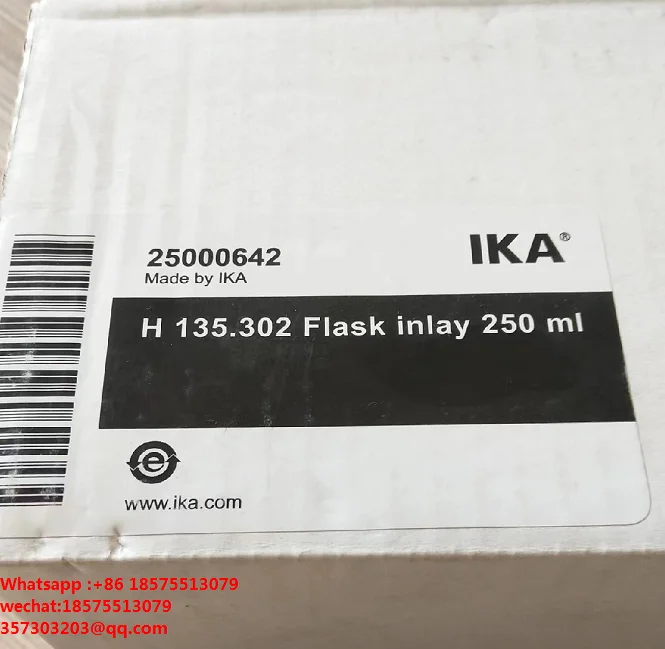 25000642
IKA®
Made by IKA
H 135.302 Flask inlay 250 ml
e
www.ika.com
Whatsapp :+86 18575513079
wechat:18575513079
357303203@qq.com